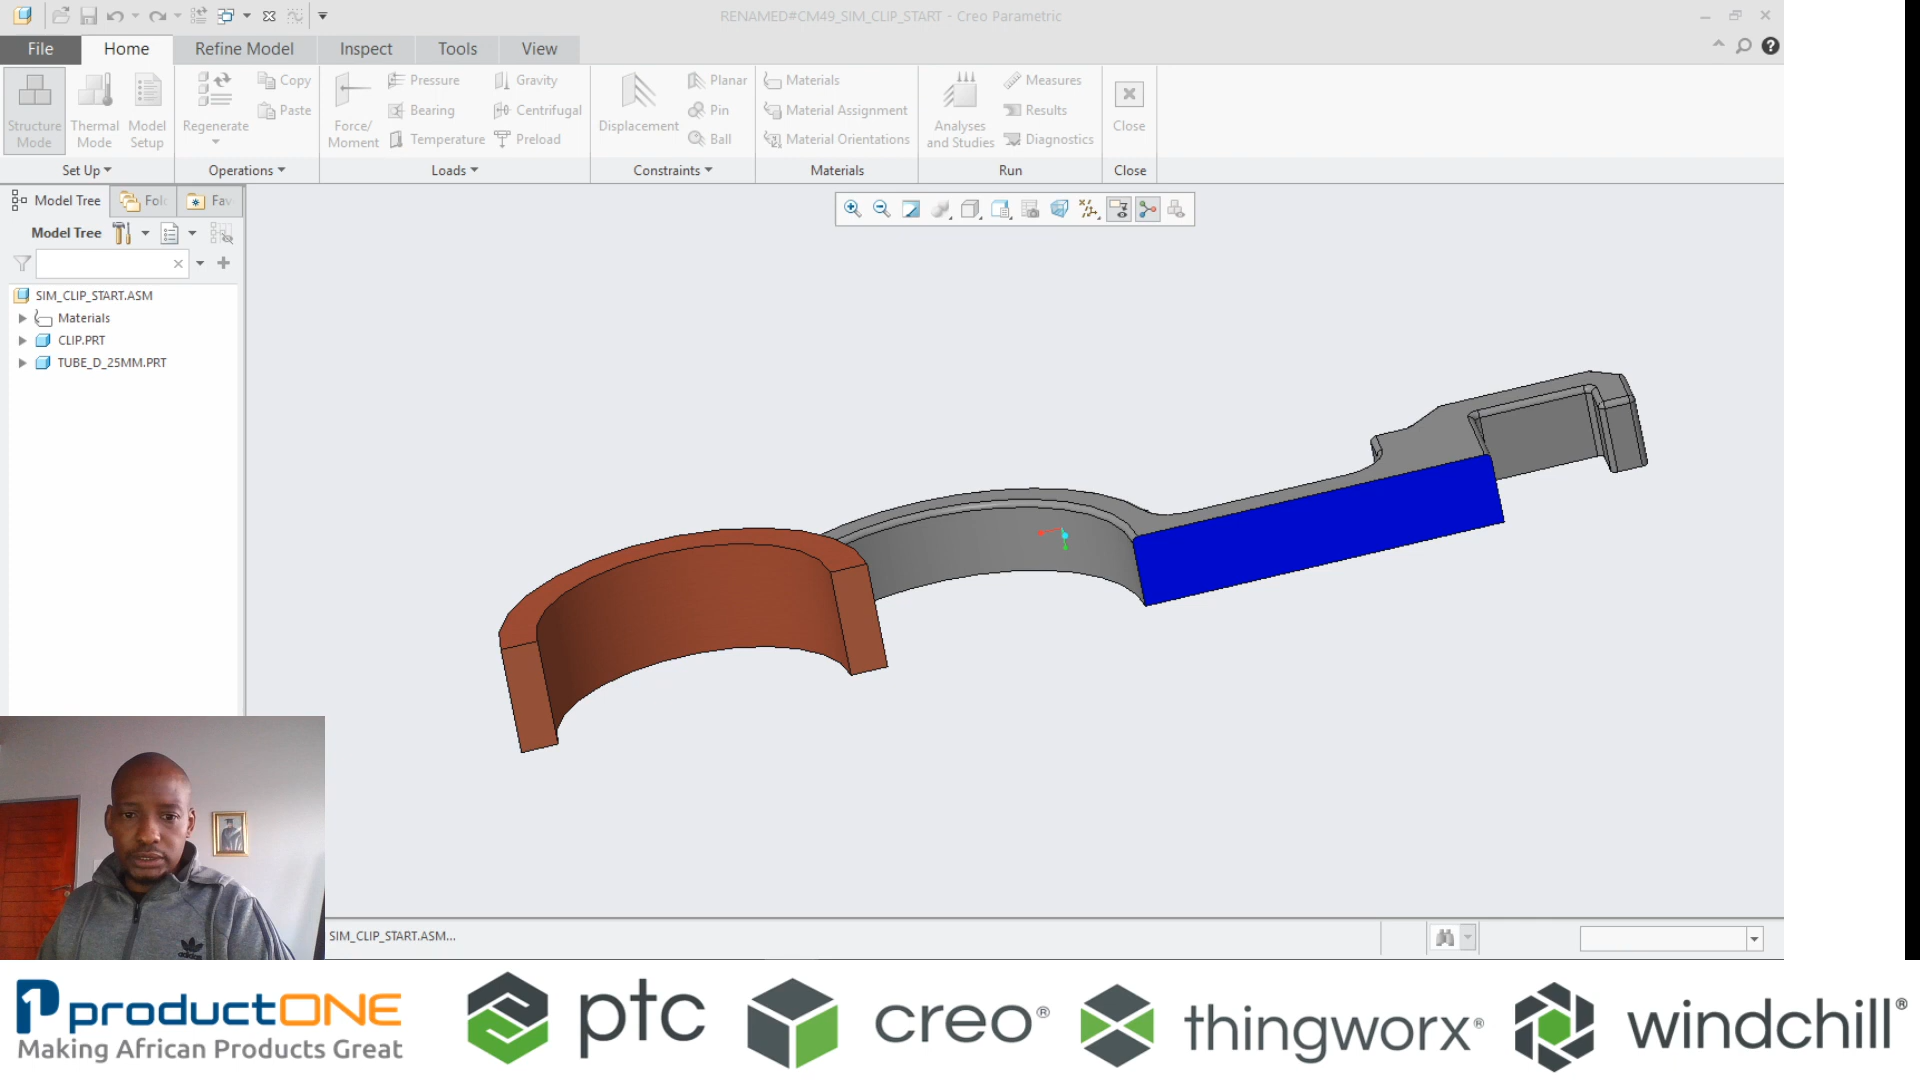 RENAMED#CM49_SIM_CLIP_START - Creo Parametric
File Home Refine Model Inspect Tools View
Structure Mode
Thermal Mode
Model Setup
Regenerate
Copy
Paste
Force/ Moment
Pressure
Bearing
Temperature
Gravity
Centrifugal
Preload
Displacement
Planar
Pin
Ball
Materials
Material Assignment
Material Orientations
Analyses and Studies
Measures
Results
Diagnostics
Close
Set Up Operations Loads Constraints Materials Run Close
Model Tree Fol Fav
Model Tree
SIM_CLIP_START.ASM
Materials
CLIP.PRT
TUBE_D_25MM.PRT
adidas
SIM_CLIP_START.ASM...
productONE
Making African Products Great
ptc
creo®
thingworx®
windchill®